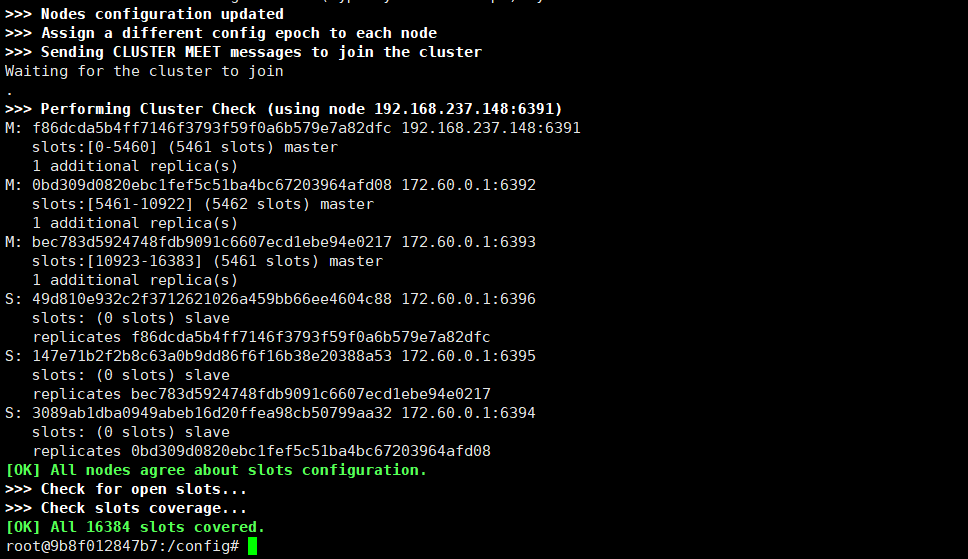 >>> Nodes configuration updated
>>> Assign a different config epoch to each node
>>> Sending CLUSTER MEET messages to join the cluster
Waiting for the cluster to join
.
>>> Performing Cluster Check (using node 192.168.237.148:6391)
M: f86dcda5b4ff7146f3793f59f0a6b579e7a82dfc 192.168.237.148:6391
   slots:[0-5460] (5461 slots) master
   1 additional replica(s)
M: 0bd309d0820ebc1fef5c51ba4bc67203964afd08 172.60.0.1:6392
   slots:[5461-10922] (5462 slots) master
   1 additional replica(s)
M: bec783d5924748fdb9091c6607ecd1ebe94e0217 172.60.0.1:6393
   slots:[10923-16383] (5461 slots) master
   1 additional replica(s)
S: 49d810e932c2f3712621026a459bb66ee4604c88 172.60.0.1:6396
   slots: (0 slots) slave
   replicates f86dcda5b4ff7146f3793f59f0a6b579e7a82dfc
S: 147e71b2f2b8c63a0b9dd86f6f16b38e20388a53 172.60.0.1:6395
   slots: (0 slots) slave
   replicates bec783d5924748fdb9091c6607ecd1ebe94e0217
S: 3089ab1dba0949abeb16d20ffea98cb50799aa32 172.60.0.1:6394
   slots: (0 slots) slave
   replicates 0bd309d0820ebc1fef5c51ba4bc67203964afd08
[OK] All nodes agree about slots configuration.
>>> Check for open slots...
>>> Check slots coverage...
[OK] All 16384 slots covered.
root@9b8f012847b7:/config#